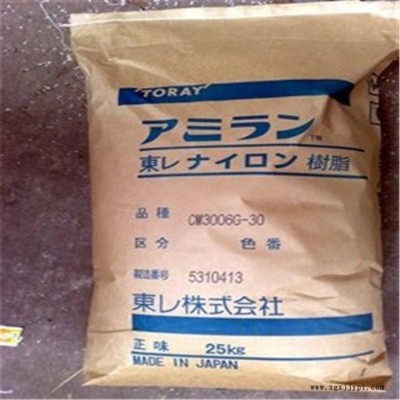 TORAY
アミラン™
東レ ナイロン 樹脂
品種 CM3006G-30
区分 色番
製造番号 5310413
東レ株式会社
正味 25kg
MADE IN JAPAN